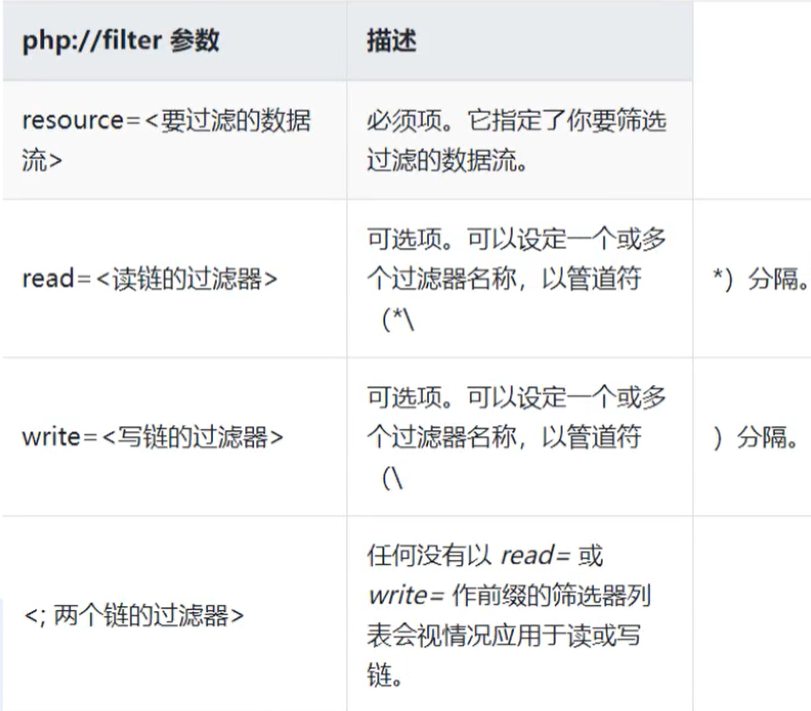 php://filter 参数 描述
resource=<要过滤的数据 必须项。它指定了你要筛选
流> 过滤的数据流。
可选项。可以设定一个或多
read=<读链的过滤器> 个过滤器名称，以管道符 *）分隔。
（*\
可选项。可以设定一个或多
write=<写链的过滤器> 个过滤器名称，以管道符 ）分隔。
（\
任何没有以 read= 或
<; 两个链的过滤器> write= 作前缀的筛选器列
表会视情况应用于读或写
链。